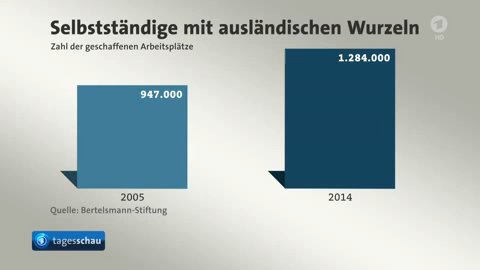 Selbstständige mit ausländischen Wurzeln
Zahl der geschaffenen Arbeitsplätze
947.000
1.284.000
2005
2014
Quelle: Bertelsmann-Stiftung
tagesschau
HD